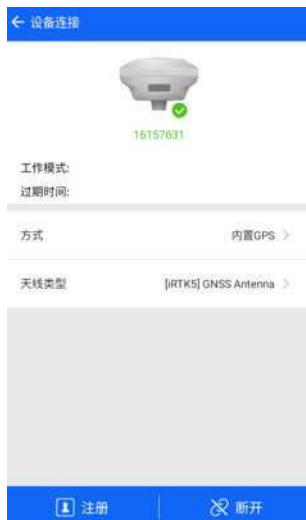 设备连接
16157631
工作模式:
过期时间:
方式 内置GPS
天线类型 [iRTK5] GNSS Antenna
注册 断开